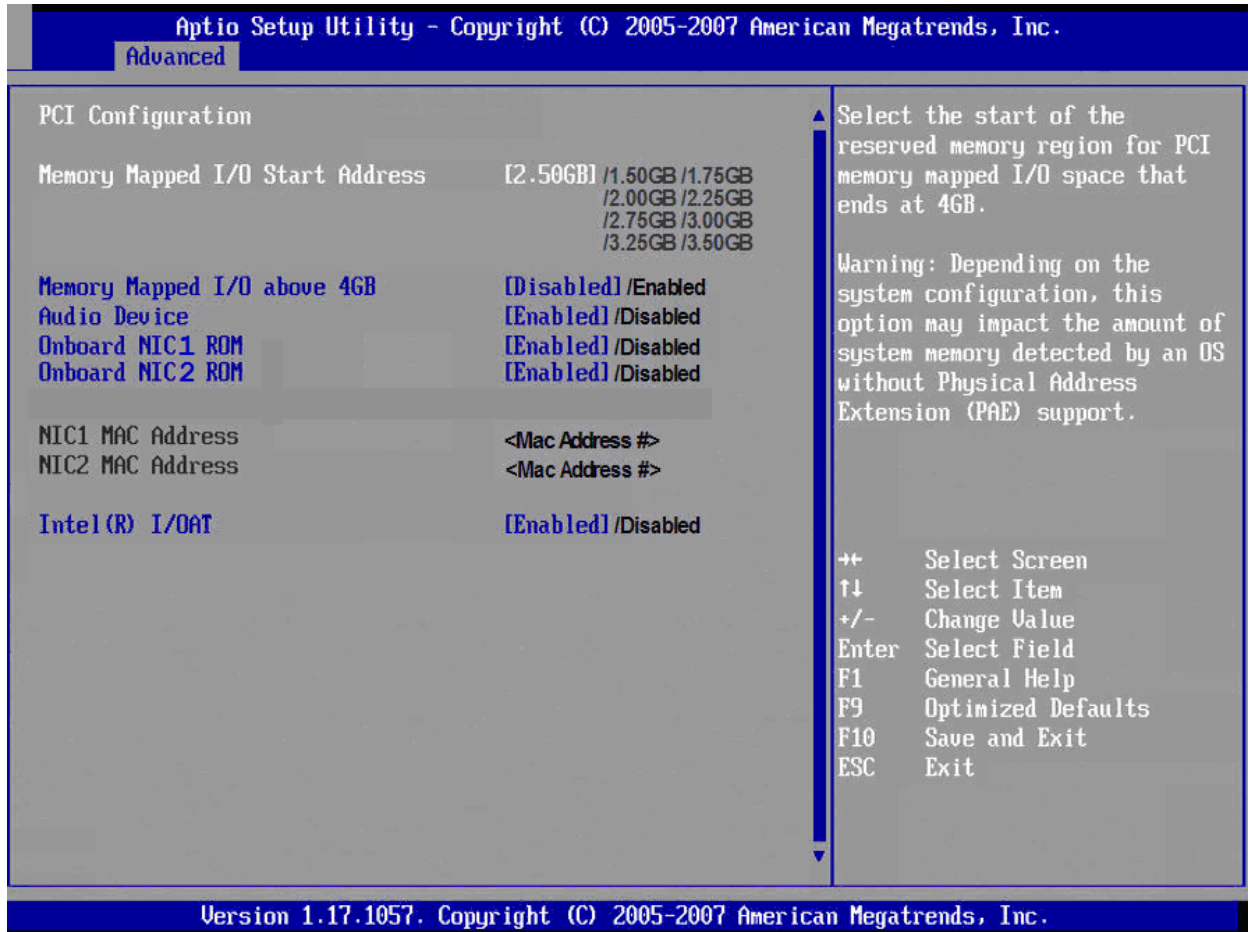 Aptio Setup Utility - Copyright (C) 2005-2007 American Megatrends, Inc.
Advanced
PCI Configuration
Memory Mapped I/O Start Address [2.50GB] /1.50GB /1.75GB
/2.00GB /2.25GB
/2.75GB /3.00GB
/3.25GB /3.50GB
Memory Mapped I/O above 4GB [Disabled] /Enabled
Audio Device [Enabled] /Disabled
Onboard NIC1 ROM [Enabled] /Disabled
Onboard NIC2 ROM [Enabled] /Disabled
NIC1 MAC Address <Mac Address #>
NIC2 MAC Address <Mac Address #>
Intel(R) I/OAT [Enabled] /Disabled
Select the start of the
reserved memory region for PCI
memory mapped I/O space that
ends at 4GB.
Warning: Depending on the
system configuration, this
option may impact the amount of
system memory detected by an OS
without Physical Address
Extension (PAE) support.
→← Select Screen
↑↓ Select Item
+/- Change Value
Enter Select Field
F1 General Help
F9 Optimized Defaults
F10 Save and Exit
ESC Exit
Version 1.17.1057. Copyright (C) 2005-2007 American Megatrends, Inc.